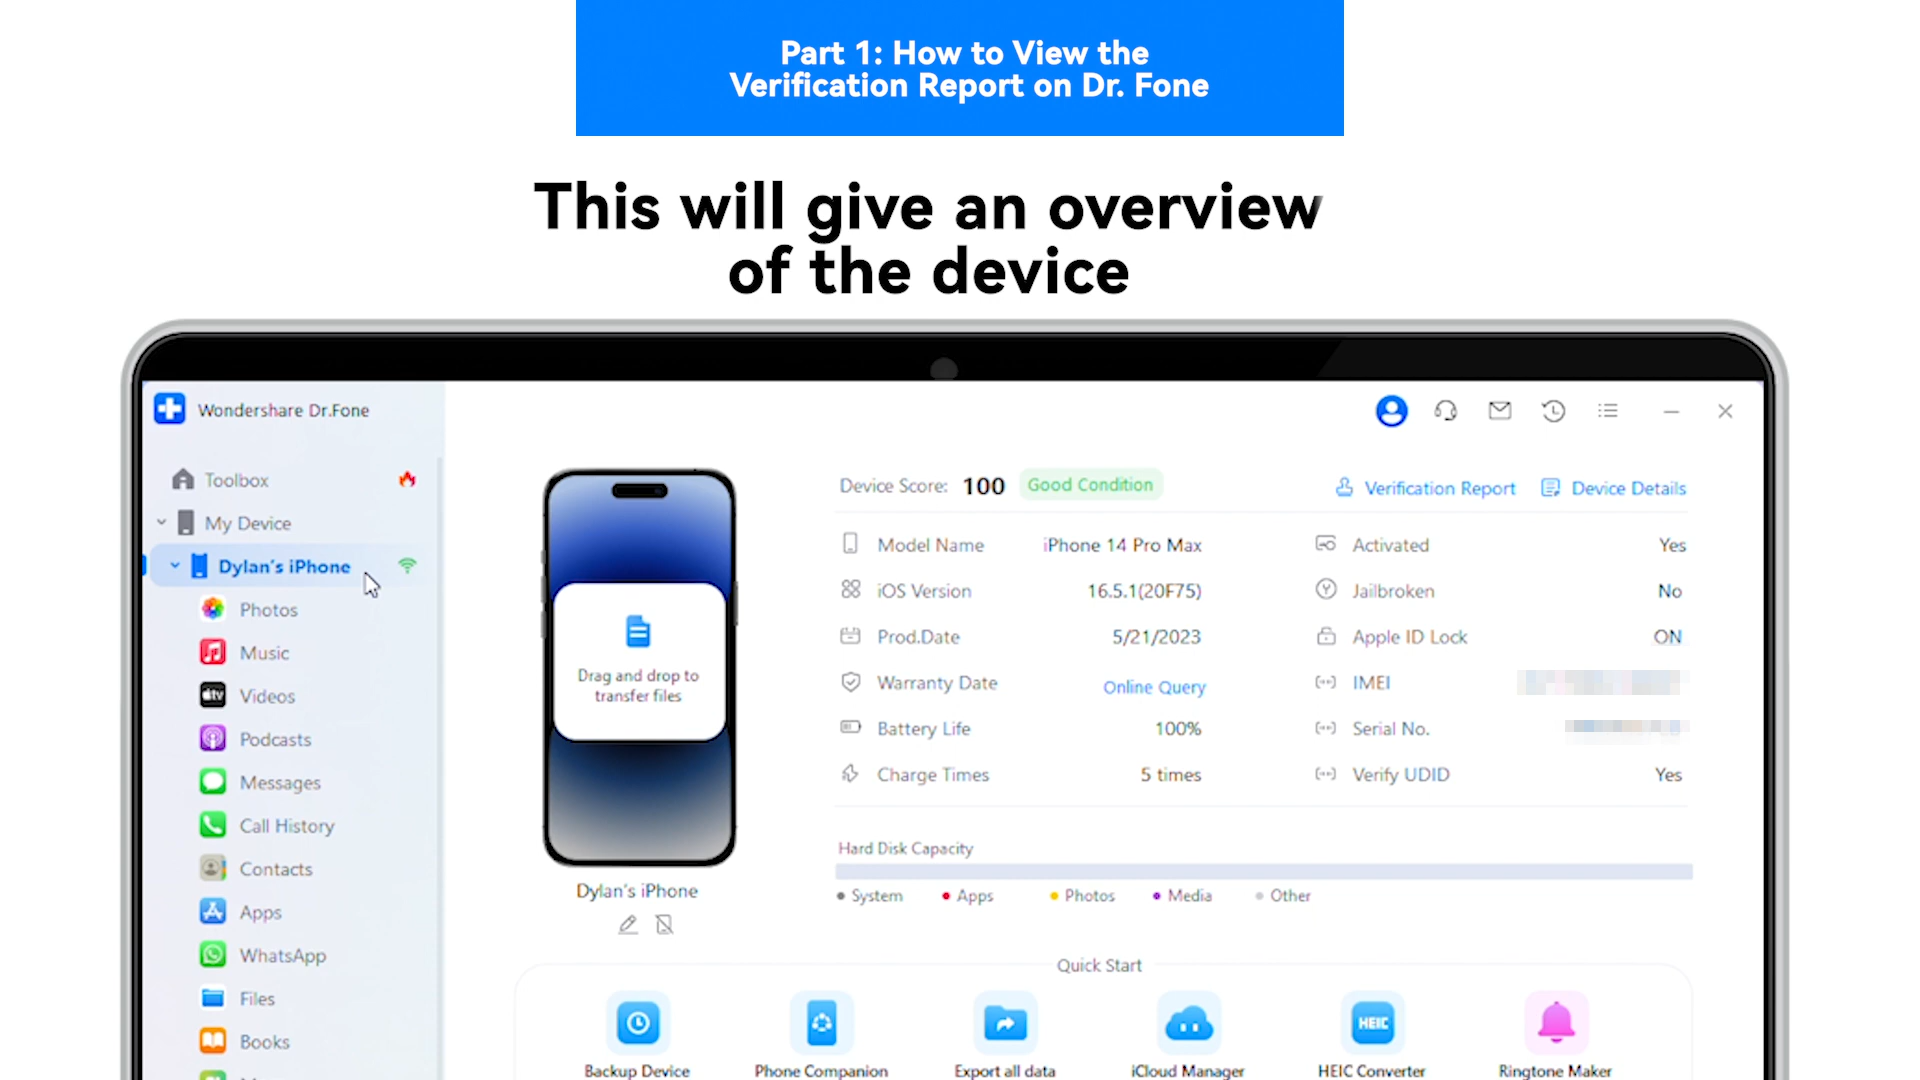 Part 1: How to View the
Verification Report on Dr. Fone
This will give an overview
of the device
Wondershare Dr.Fone
Toolbox
My Device
Dylan's iPhone
Photos
Music
Videos
Podcasts
Messages
Call History
Contacts
Apps
WhatsApp
Files
Books
Drag and drop to
transfer files
Dylan's iPhone
Device Score: 100 Good Condition
Verification Report Device Details
Model Name iPhone 14 Pro Max Activated Yes
iOS Version 16.5.1(20F75) Jailbroken No
Prod.Date 5/21/2023 Apple ID Lock ON
Warranty Date Online Query IMEI
Battery Life 100% Serial No.
Charge Times 5 times Verify UDID Yes
Hard Disk Capacity
System Apps Photos Media Other
Quick Start
HEIC
Backup Device Phone Companion Export all data iCloud Manager HEIC Converter Ringtone Maker